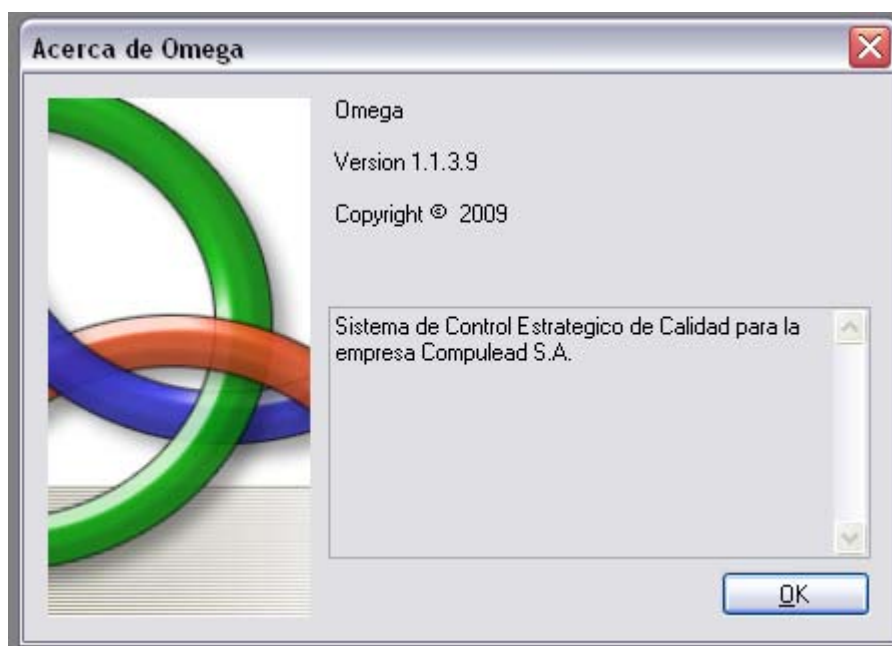 Acerca de Omega
Omega
Version 1.1.3.9
Copyright © 2009
Sistema de Control Estrategico de Calidad para la
empresa Compulead S.A.
OK